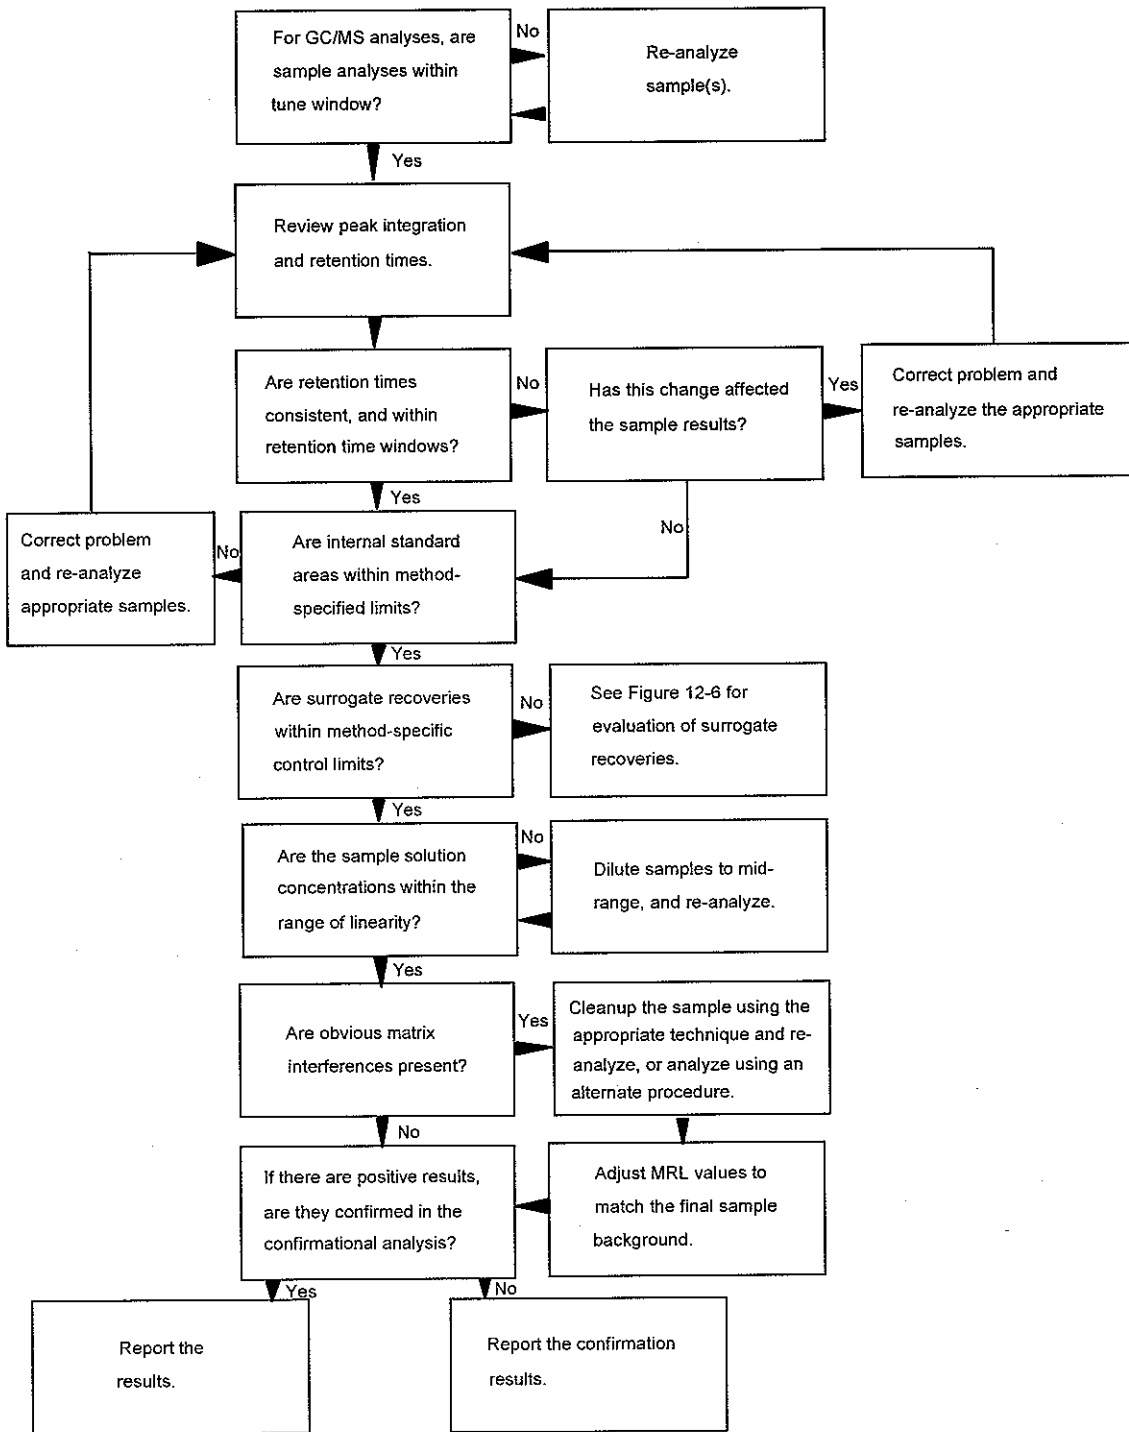 For GC/MS analyses, are
sample analyses within
tune window?
No
Re-analyze
sample(s).
Yes
Review peak integration
and retention times.
Are retention times
consistent, and within
retention time windows?
No
Has this change affected
the sample results?
Yes
Correct problem and
re-analyze the appropriate
samples.
Yes
No
Correct problem
and re-analyze
appropriate samples.
No
Are internal standard
areas within method-
specified limits?
Yes
Are surrogate recoveries
within method-specific
control limits?
No
See Figure 12-6 for
evaluation of surrogate
recoveries.
Yes
Are the sample solution
concentrations within the
range of linearity?
No
Dilute samples to mid-
range, and re-analyze.
Yes
Are obvious matrix
interferences present?
Yes
Cleanup the sample using the
appropriate technique and re-
analyze, or analyze using an
alternate procedure.
No
If there are positive results,
are they confirmed in the
confirmational analysis?
Adjust MRL values to
match the final sample
background.
Yes
No
Report the
results.
Report the confirmation
results.